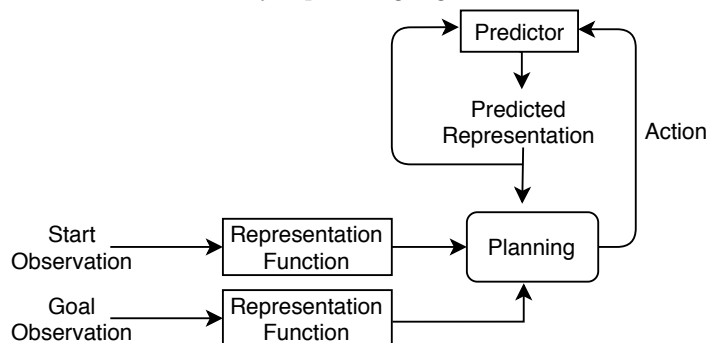 Predictor
Predicted
Representation
Action
Start
Observation
Representation
Function
Planning
Goal
Observation
Representation
Function